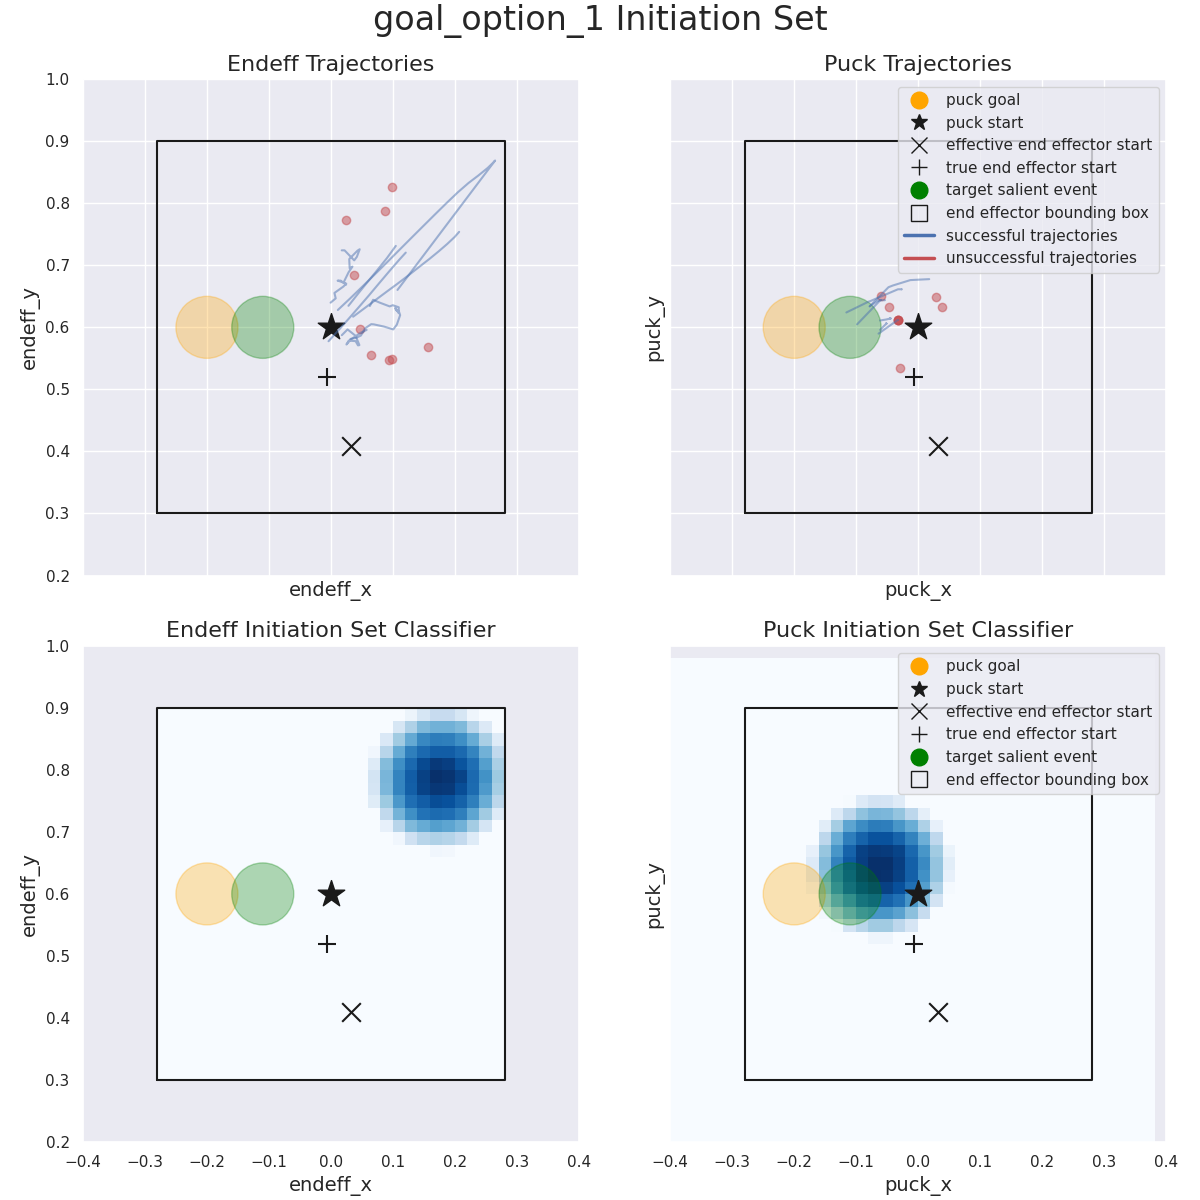 goal_option_1 Initiation Set
Endeff Trajectories
1.0
0.9
0.8
0.7
0.6
0.5
0.4
0.3
0.2
endeff_y
endeff_x
Puck Trajectories
puck goal
puck start
effective end effector start
true end effector start
target salient event
end effector bounding box
successful trajectories
unsuccessful trajectories
puck_y
puck_x
Endeff Initiation Set Classifier
1.0
0.9
0.8
0.7
0.6
0.5
0.4
0.3
0.2
endeff_y
−0.4 −0.3 −0.2 −0.1 0.0 0.1 0.2 0.3 0.4
endeff_x
Puck Initiation Set Classifier
puck goal
puck start
effective end effector start
true end effector start
target salient event
end effector bounding box
puck_y
−0.4 −0.3 −0.2 −0.1 0.0 0.1 0.2 0.3 0.4
puck_x